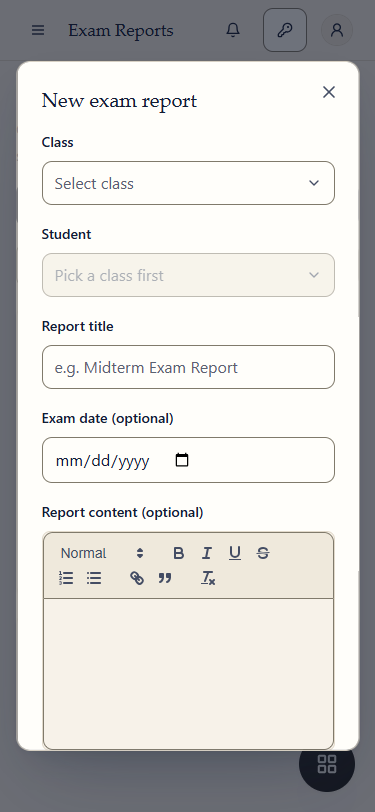 Exam Reports
New exam report
Class
Select class
Student
Pick a class first
Report title
e.g. Midterm Exam Report
Exam date (optional)
mm/dd/yyyy
Report content (optional)
Normal